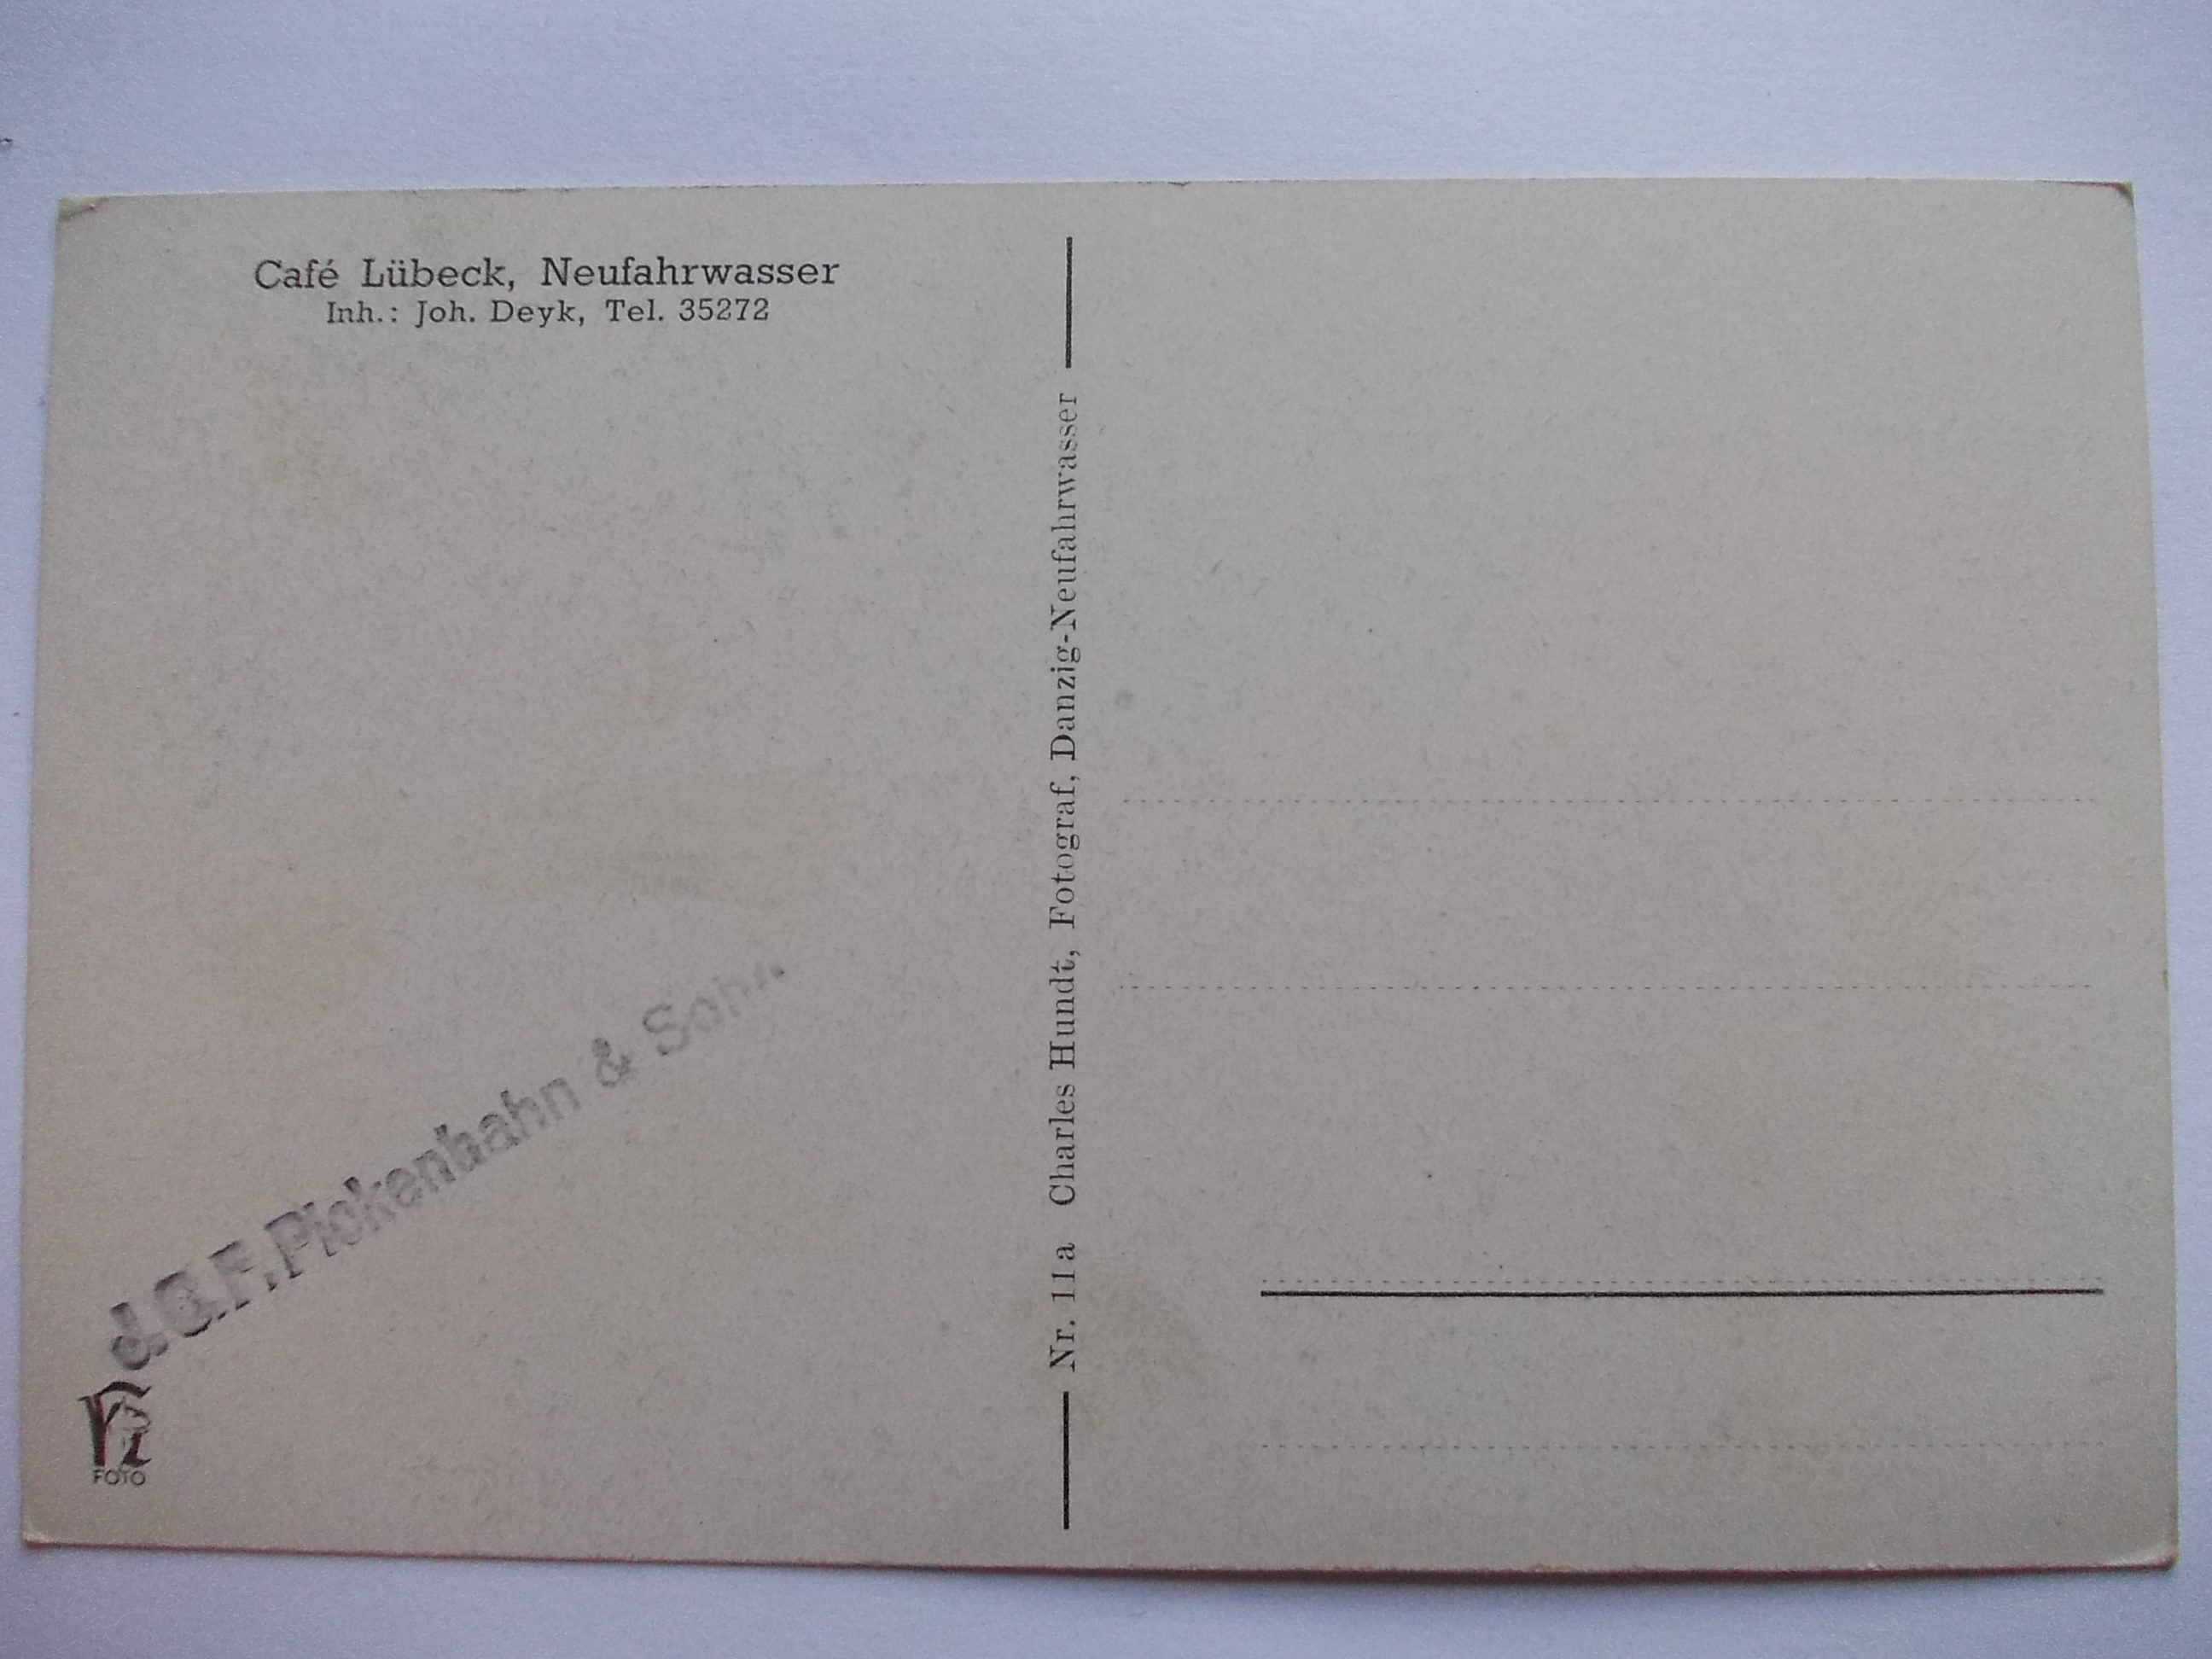 Café Lübeck, Neufahrwasser
Inh.: Joh. Deyk, Tel. 35272
Nr. 11a Charles Hundt, Fotograf, Danzig-Neufahrwasser
Pickenhahn & Sohn.
FOTO